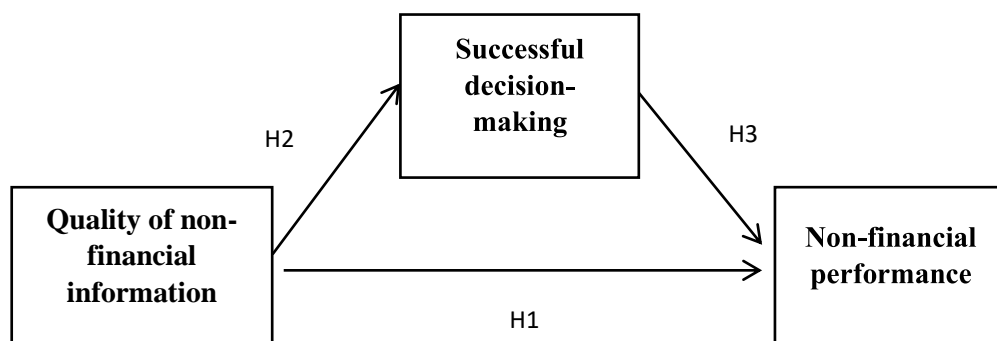 Successful
decision-
making
H2
H3
Quality of non-
financial
information
Non-financial
performance
H1